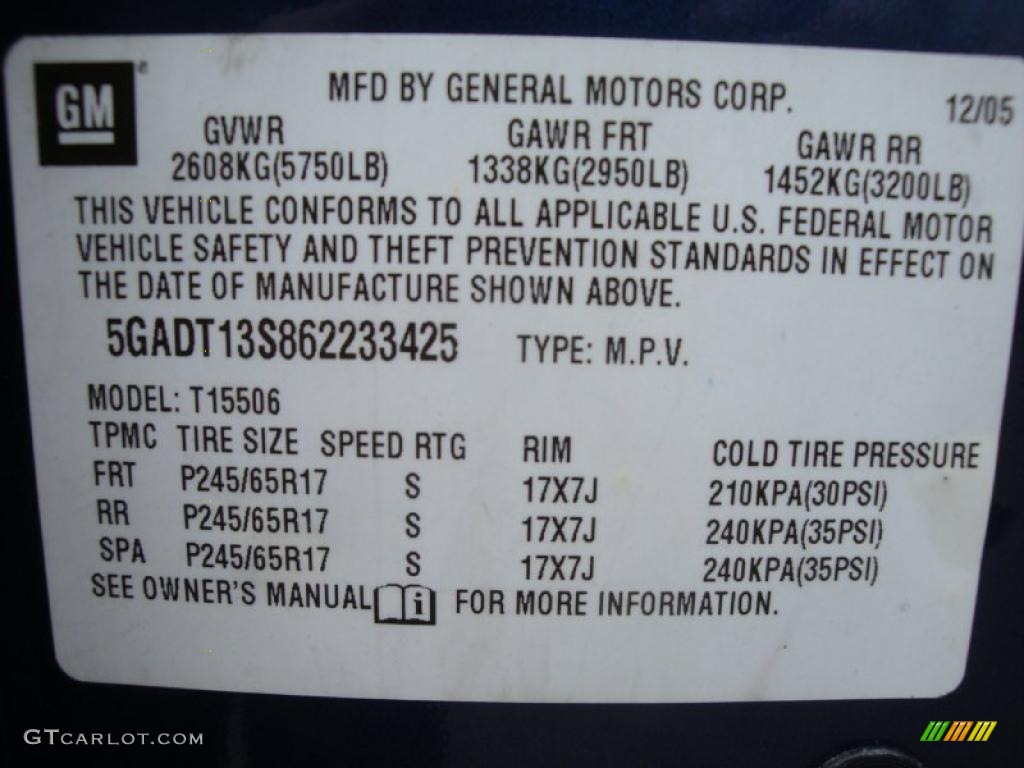 GM
MFD BY GENERAL MOTORS CORP. 12/05
GVWR GAWR FRT GAWR RR
2608KG(5750LB) 1338KG(2950LB) 1452KG(3200LB)
THIS VEHICLE CONFORMS TO ALL APPLICABLE U.S. FEDERAL MOTOR
VEHICLE SAFETY AND THEFT PREVENTION STANDARDS IN EFFECT ON
THE DATE OF MANUFACTURE SHOWN ABOVE.
5GADT13S862233425 TYPE: M.P.V.
MODEL: T15506
TPMC TIRE SIZE SPEED RTG RIM COLD TIRE PRESSURE
FRT P245/65R17 S 17X7J 210KPA(30PSI)
RR P245/65R17 S 17X7J 240KPA(35PSI)
SPA P245/65R17 S 17X7J 240KPA(35PSI)
SEE OWNER'S MANUAL i FOR MORE INFORMATION.
GTCARLOT.COM